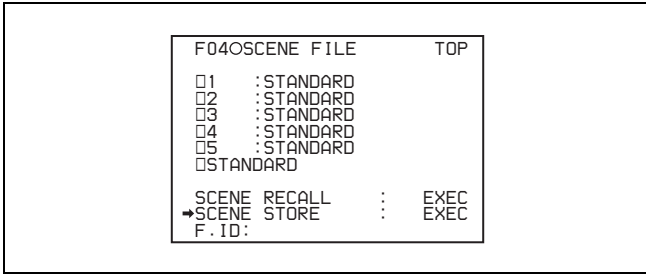 F04○SCENE FILE TOP
□1 :STANDARD
□2 :STANDARD
□3 :STANDARD
□4 :STANDARD
□5 :STANDARD
□STANDARD
SCENE RECALL : EXEC
➡SCENE STORE : EXEC
F.ID: